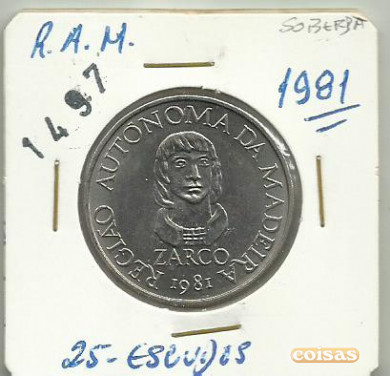 R.A.M.
SOBERBA
1497
1981
REGIÃO AUTÓNOMA DA MADEIRA
ZARCO
1981
25-ESCUDOS
coisas